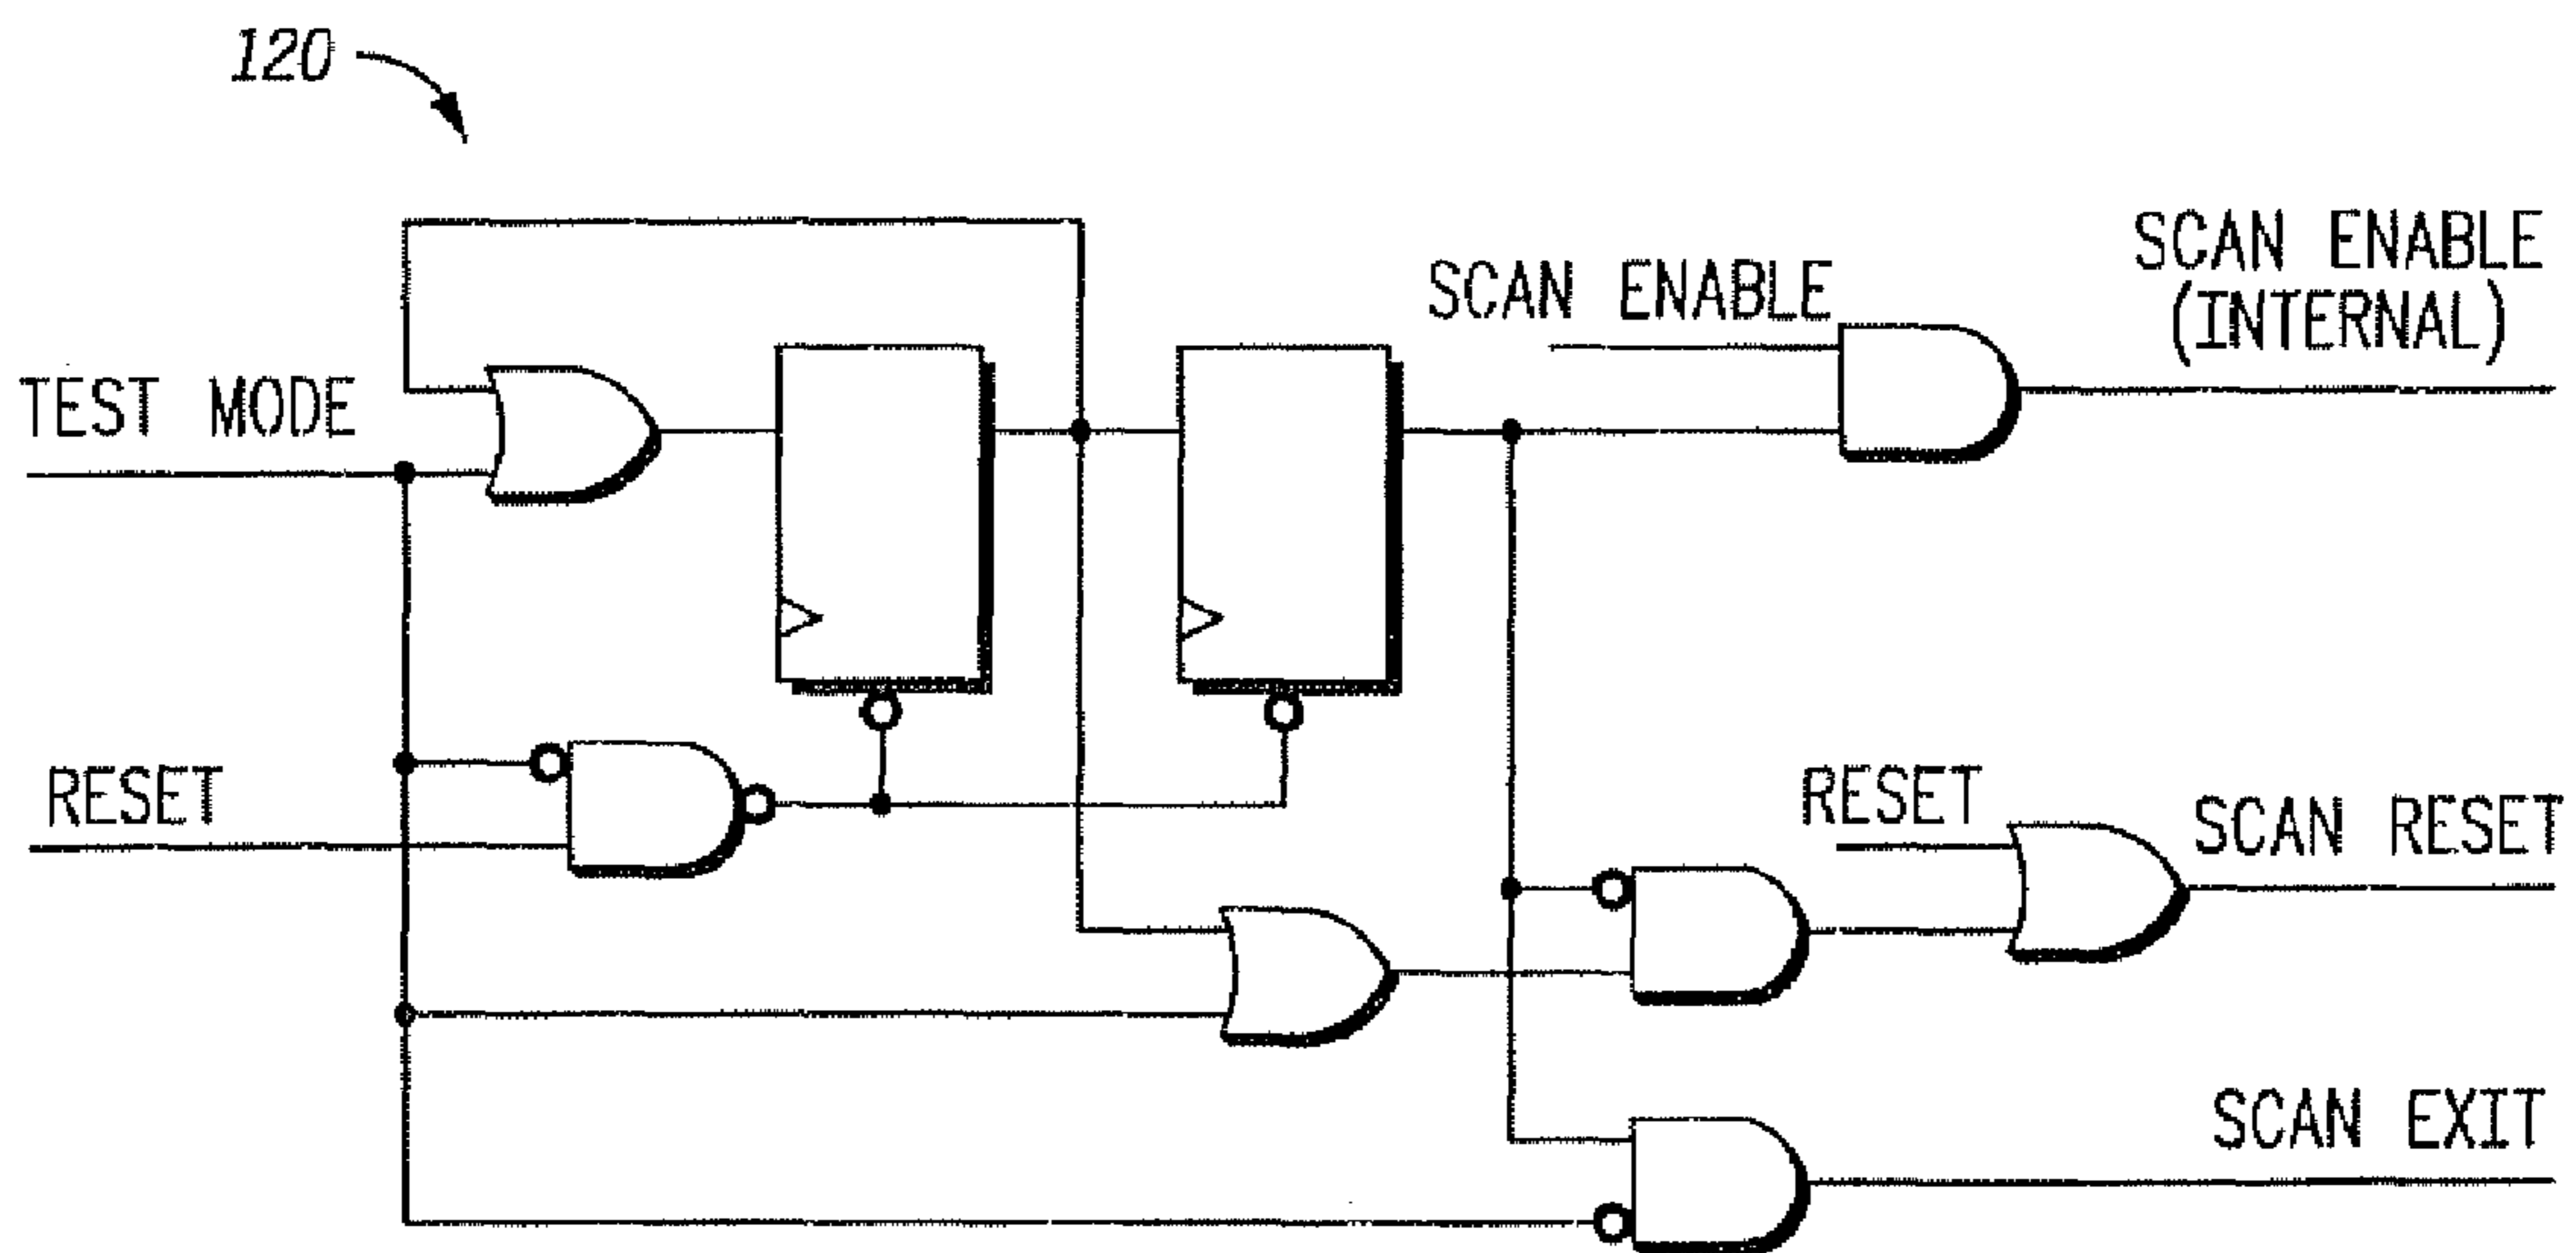 120
SCAN ENABLE
(INTERNAL)
SCAN ENABLE
TEST MODE
RESET
RESET
SCAN RESET
SCAN EXIT